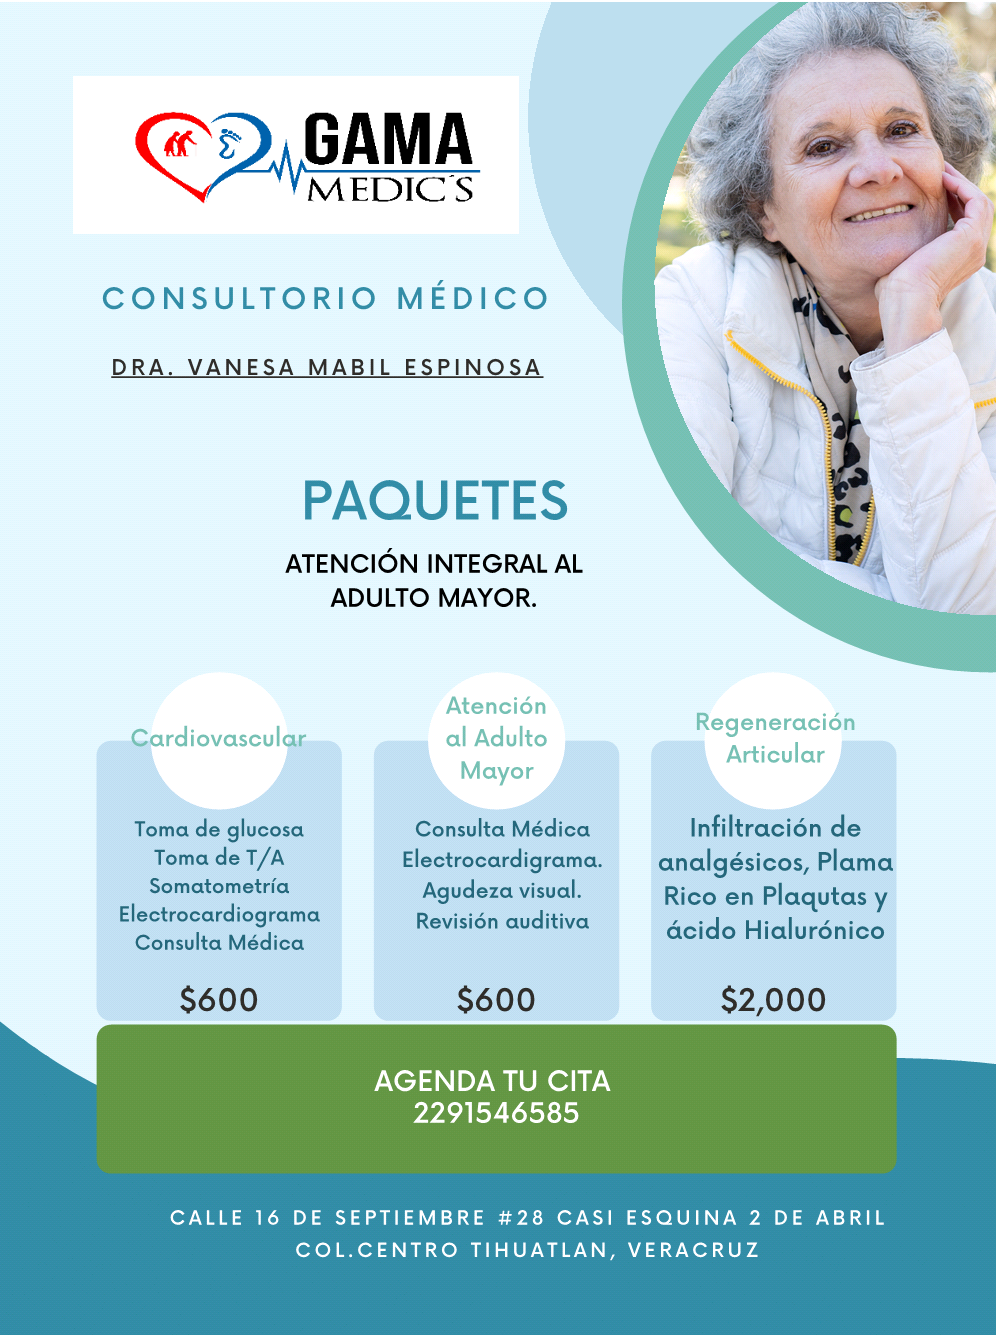 GAMA
MEDIC'S
CONSULTORIO MÉDICO
DRA. VANESA MABIL ESPINOSA
PAQUETES
ATENCIÓN INTEGRAL AL
ADULTO MAYOR.
Cardiovascular
Toma de glucosa
Toma de T/A
Somatometría
Electrocardiograma
Consulta Médica
$600
Atención
al Adulto
Mayor
Consulta Médica
Electrocardigrama.
Agudeza visual.
Revisión auditiva
$600
Regeneración
Articular
Infiltración de
analgésicos, Plama
Rico en Plaqutas y
ácido Hialurónico
$2,000
AGENDA TU CITA
2291546585
CALLE 16 DE SEPTIEMBRE #28 CASI ESQUINA 2 DE ABRIL
COL.CENTRO TIHUATLAN, VERACRUZ